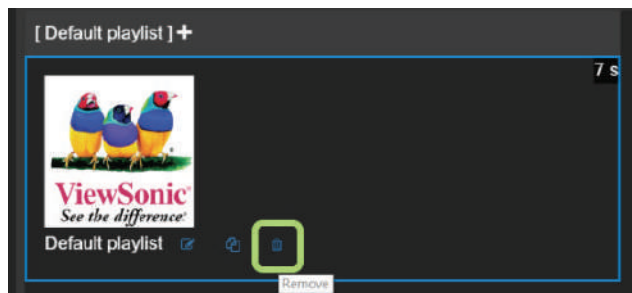 [ Default playlist ] +
7 s
ViewSonic®
See the difference®
Default playlist
Remove